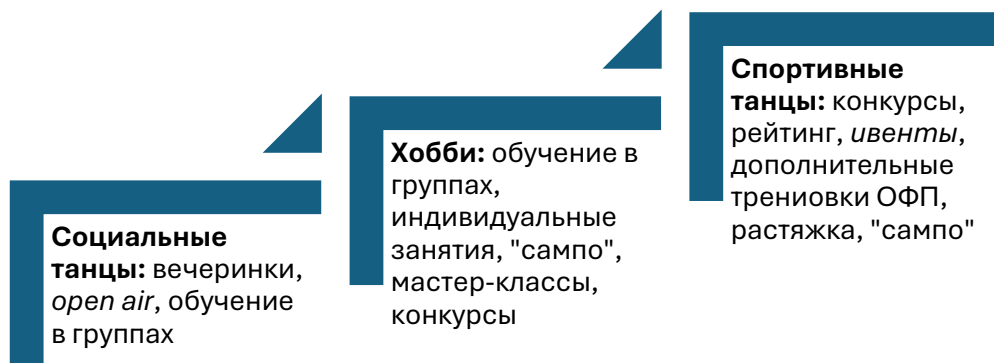 Социальные
танцы: вечеринки,
open air, обучение
в группах
Хобби: обучение в
группах,
индивидуальные
занятия, "сампо",
мастер-классы,
конкурсы
Спортивные
танцы: конкурсы,
рейтинг, ивенты,
дополнительные
трениовки ОФП,
растяжка, "сампо"